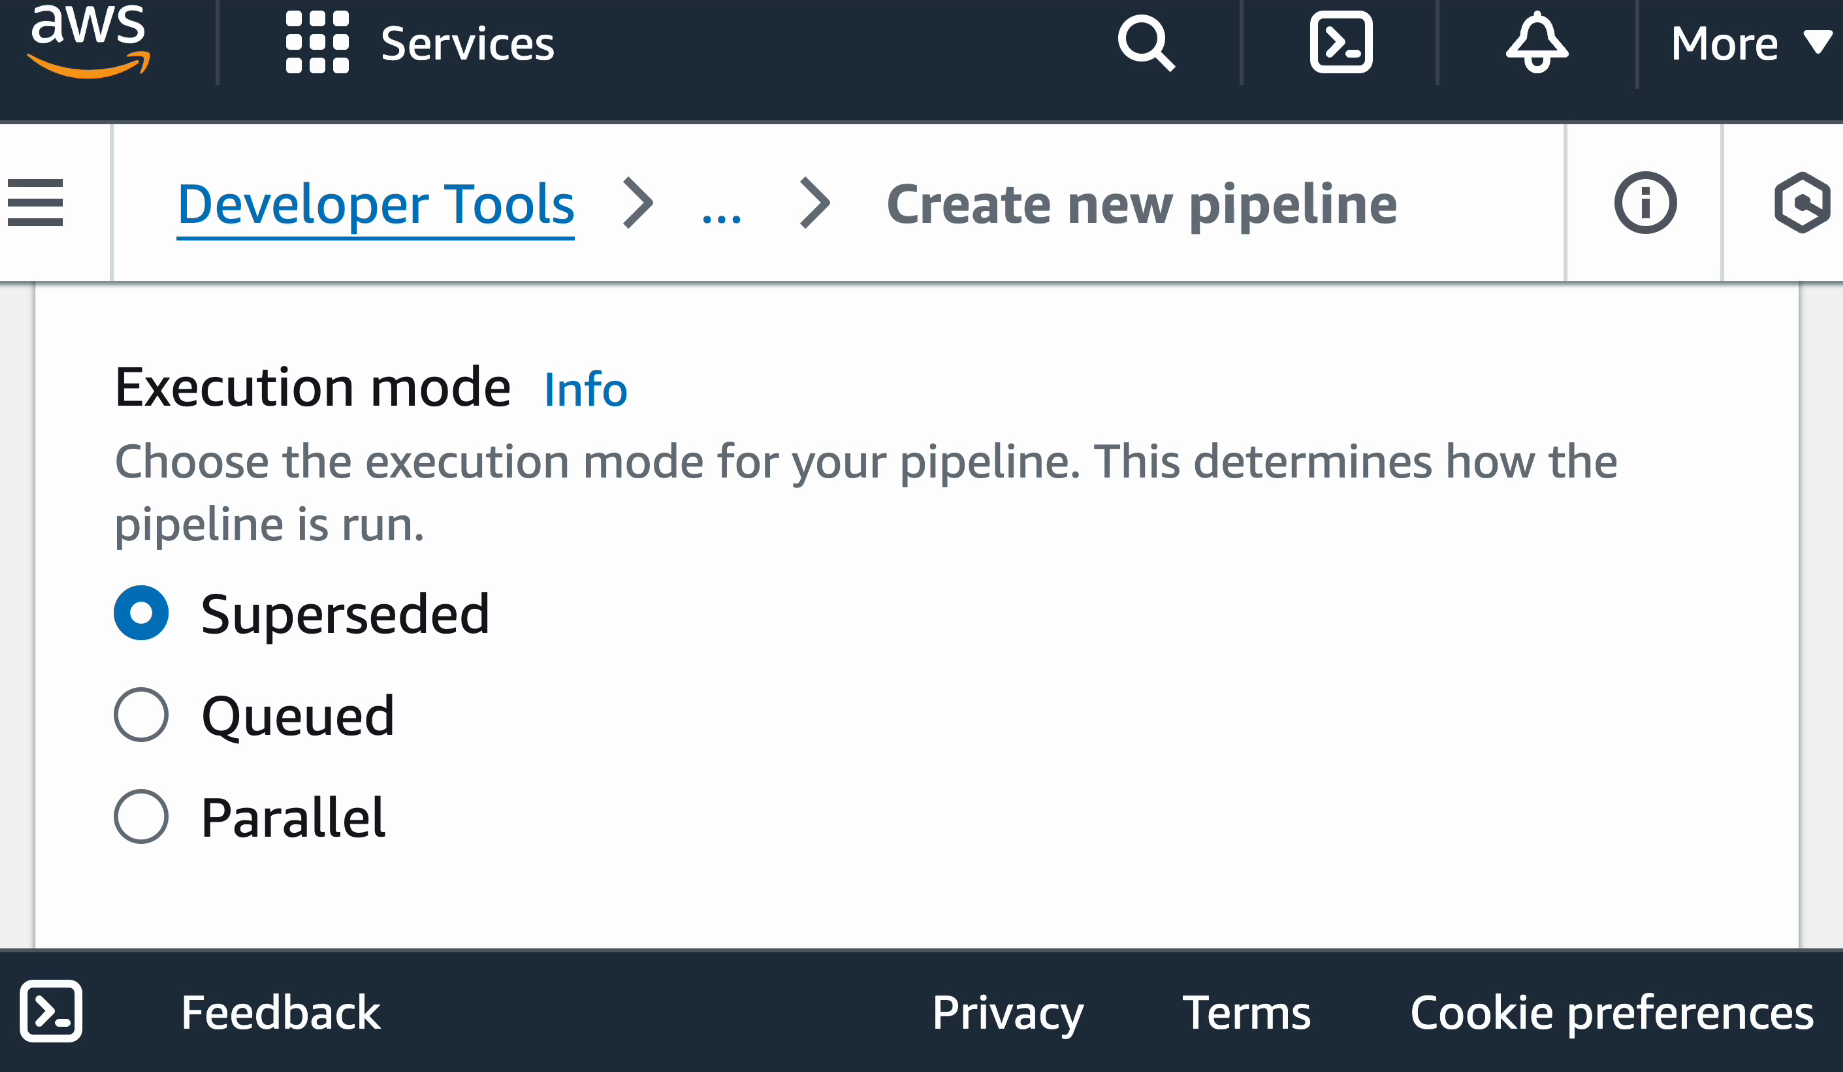 aws
Services
More
Developer Tools
...
Create new pipeline
Execution mode Info
Choose the execution mode for your pipeline. This determines how the
pipeline is run.
Superseded
Queued
Parallel
Feedback
Privacy
Terms
Cookie preferences